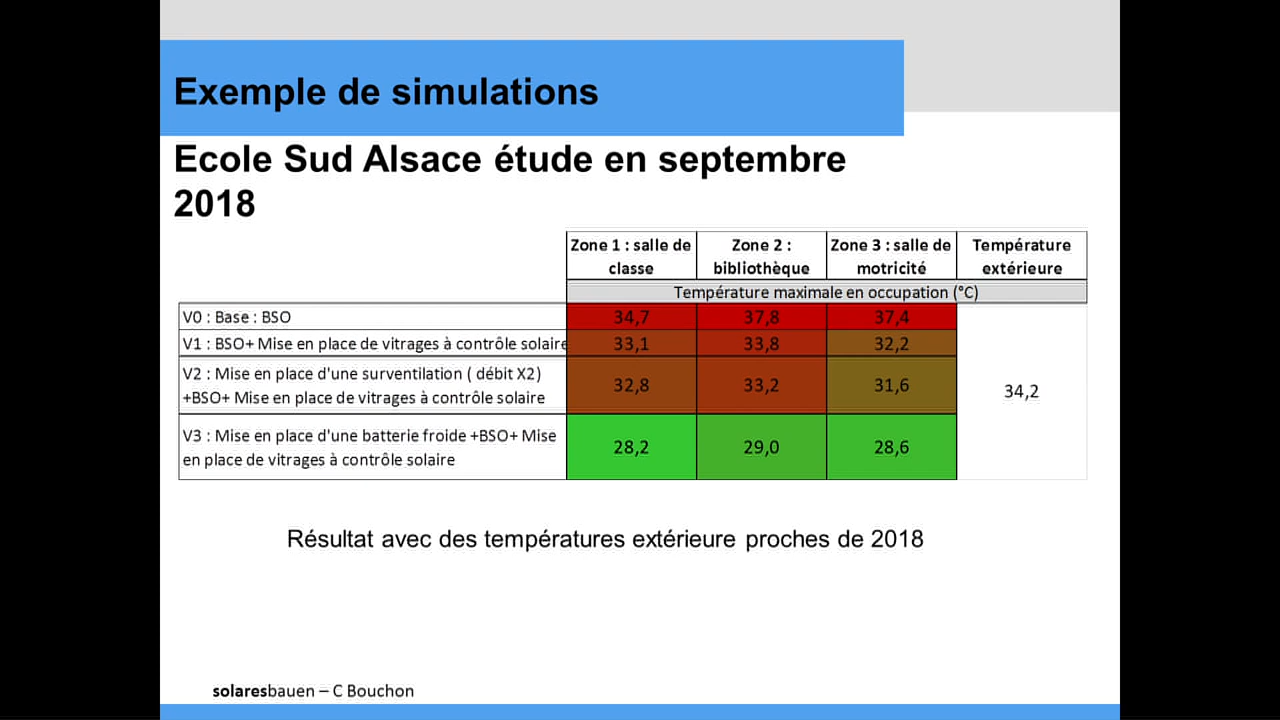 Exemple de simulations
Ecole Sud Alsace étude en septembre
2018
Zone 1 : salle de classe
Zone 2 : bibliothèque
Zone 3 : salle de motricité
Température extérieure
Température maximale en occupation (°C)
V0 : Base : BSO 34,7 37,8 37,4
V1 : BSO+ Mise en place de vitrages à contrôle solaire 33,1 33,8 32,2
V2 : Mise en place d'une surventilation ( débit X2)
+BSO+ Mise en place de vitrages à contrôle solaire
32,8 33,2 31,6
34,2
V3 : Mise en place d'une batterie froide +BSO+ Mise
en place de vitrages à contrôle solaire
28,2 29,0 28,6
Résultat avec des températures extérieure proches de 2018
solaresbauen – C Bouchon